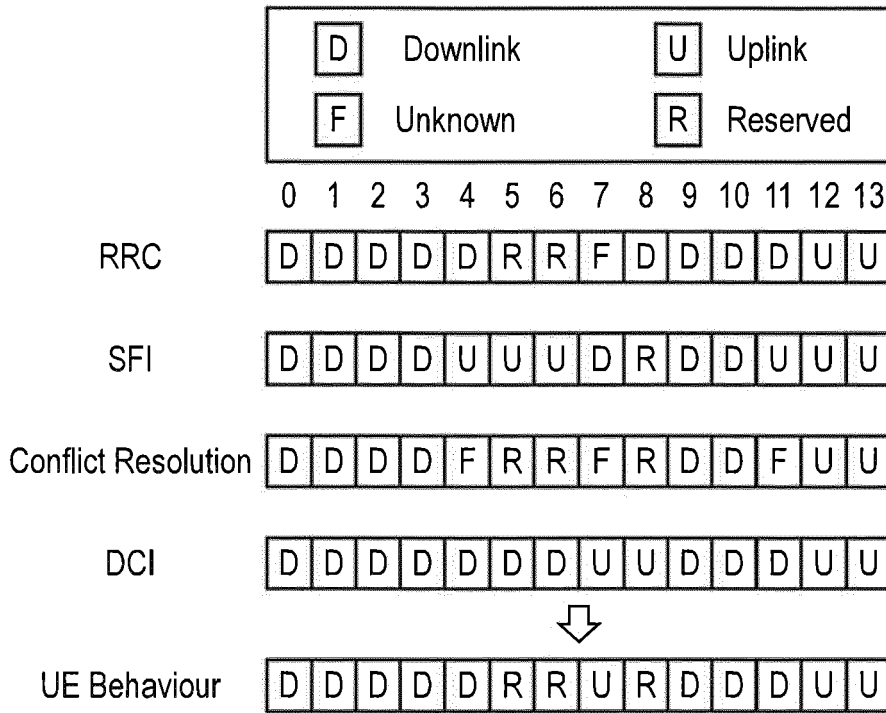 D Downlink U Uplink
F Unknown R Reserved
0 1 2 3 4 5 6 7 8 9 10 11 12 13
RRC D D D D D R R F D D D D U U
SFI D D D D U U U D R D D U U U
Conflict Resolution D D D D F R R F R D D F U U
DCI D D D D D D D U U D D D U U
UE Behaviour D D D D D R R U R D D D U U